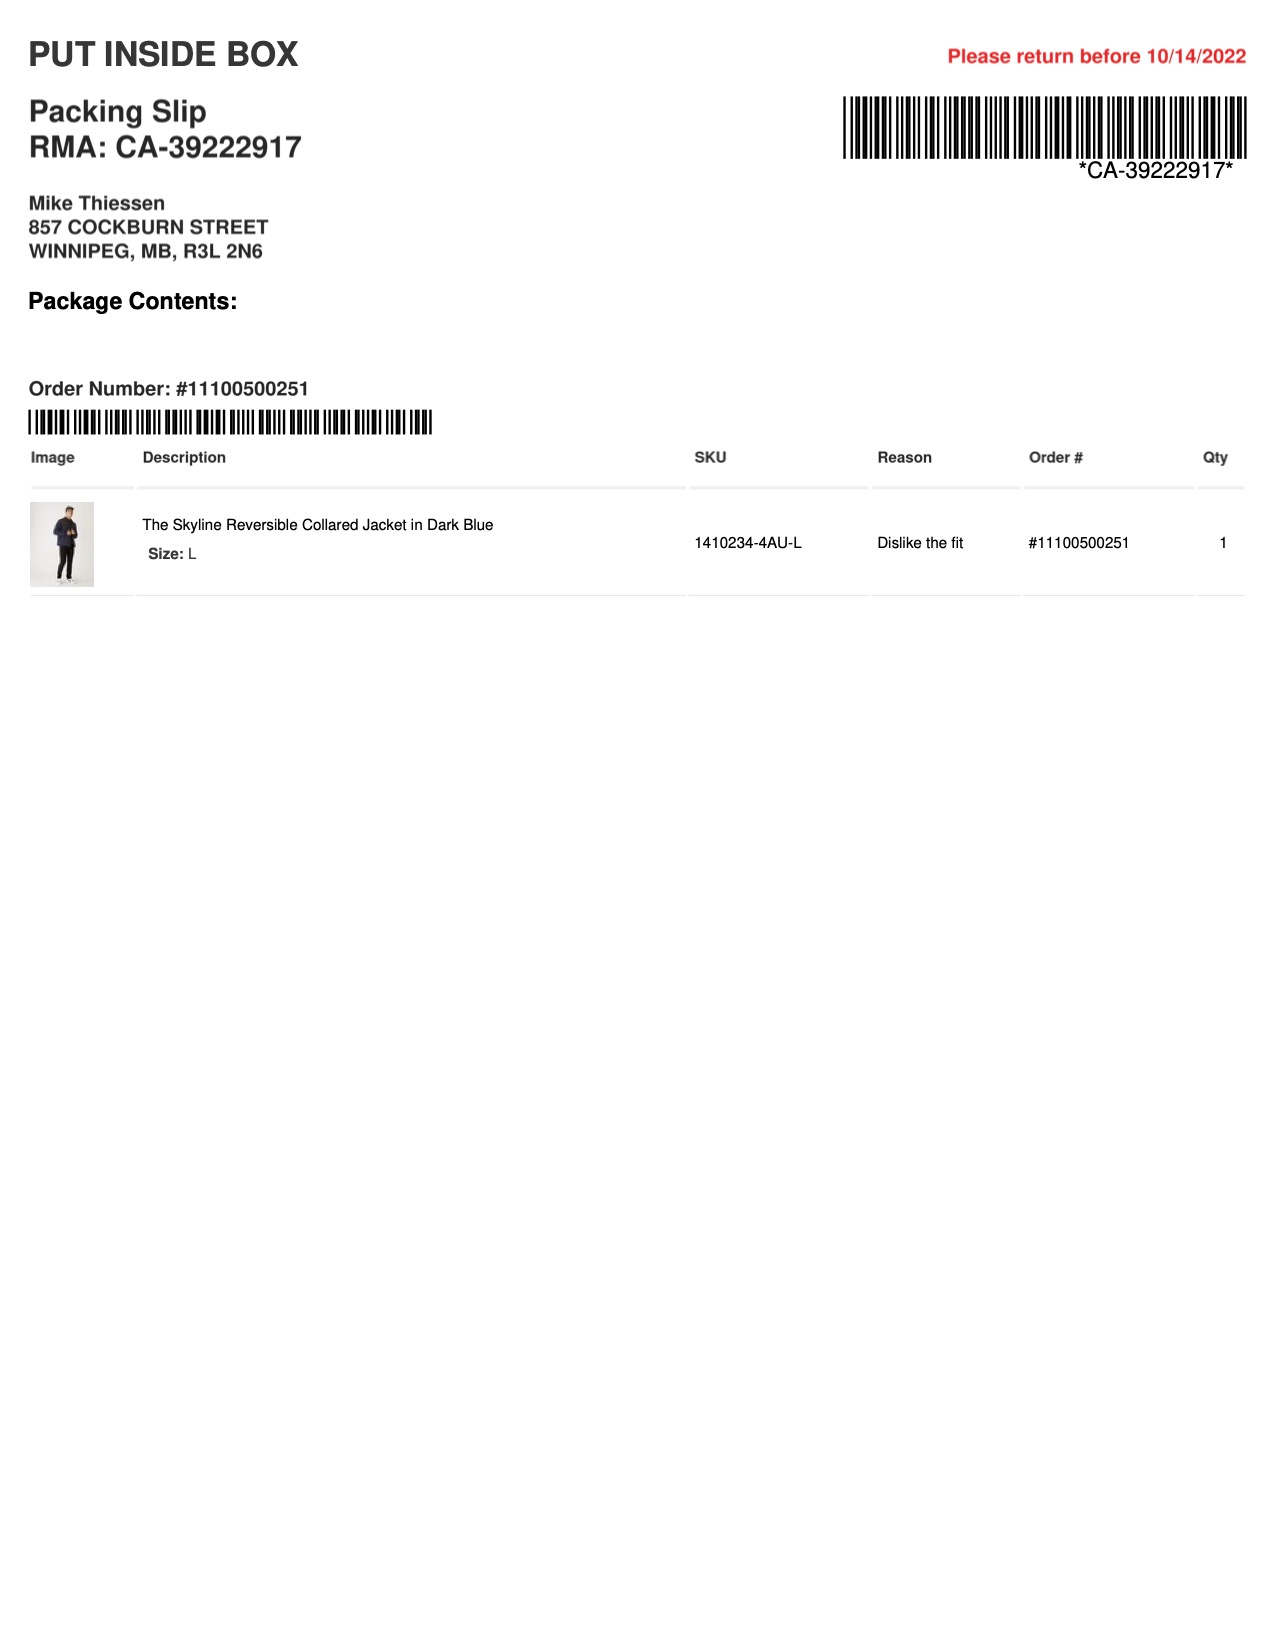 PUT INSIDE BOX
Please return before 10/14/2022
Packing Slip
RMA: CA-39222917
*CA-39222917*
Mike Thiessen
857 COCKBURN STREET
WINNIPEG, MB, R3L 2N6
Package Contents:
Order Number: #11100500251
Image Description SKU Reason Order # Qty
The Skyline Reversible Collared Jacket in Dark Blue
Size: L
1410234-4AU-L Dislike the fit #11100500251 1